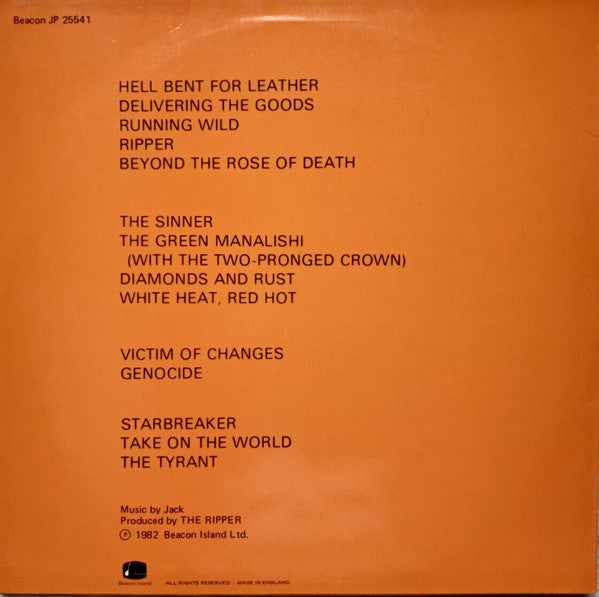 Beacon JP 25541
HELL BENT FOR LEATHER
DELIVERING THE GOODS
RUNNING WILD
RIPPER
BEYOND THE ROSE OF DEATH
THE SINNER
THE GREEN MANALISHI
(WITH THE TWO-PRONGED CROWN)
DIAMONDS AND RUST
WHITE HEAT, RED HOT
VICTIM OF CHANGES
GENOCIDE
STARBREAKER
TAKE ON THE WORLD
THE TYRANT
Music by Jack
Produced by THE RIPPER
Ⓟ 1982 Beacon Island Ltd.
Beacon Island
ALL RIGHTS RESERVED - MADE IN ENGLAND